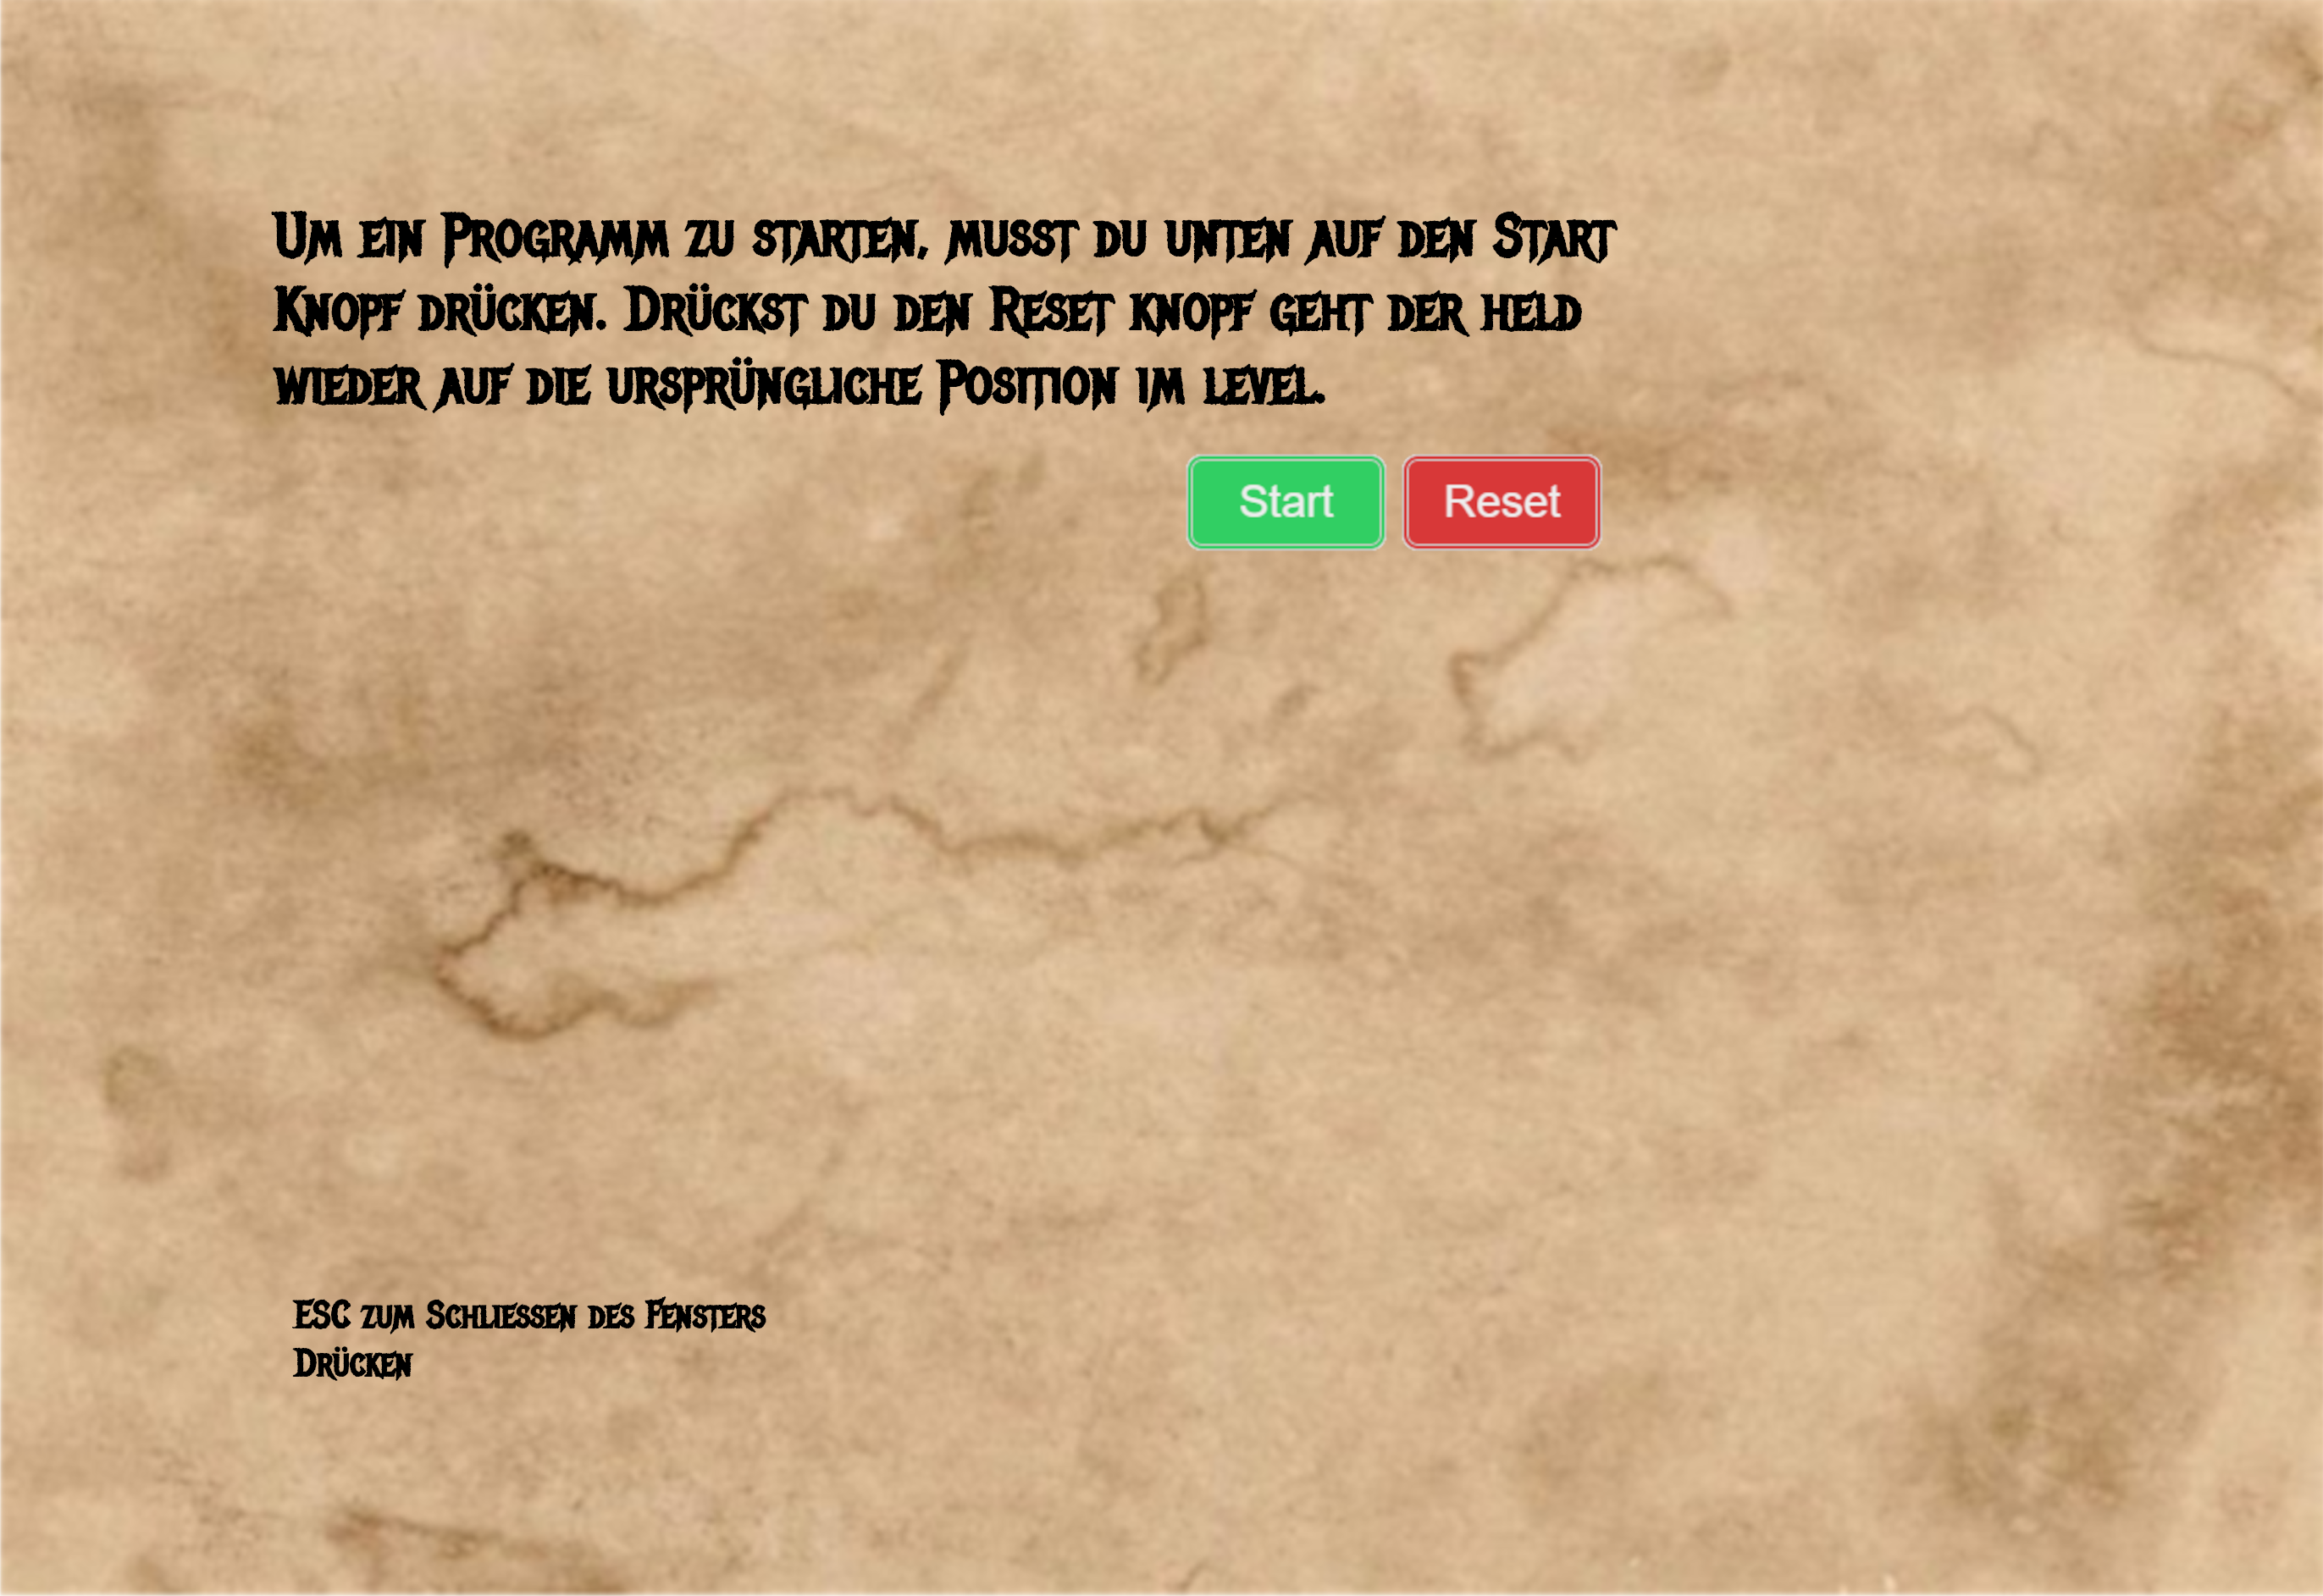 Um ein Programm zu starten, musst du unten auf den Start
Knopf drücken. Drückst du den Reset knopf geht der held
wieder auf die ursprüngliche Position im level.
Start Reset
ESC zum Schliessen des Fensters
Drücken